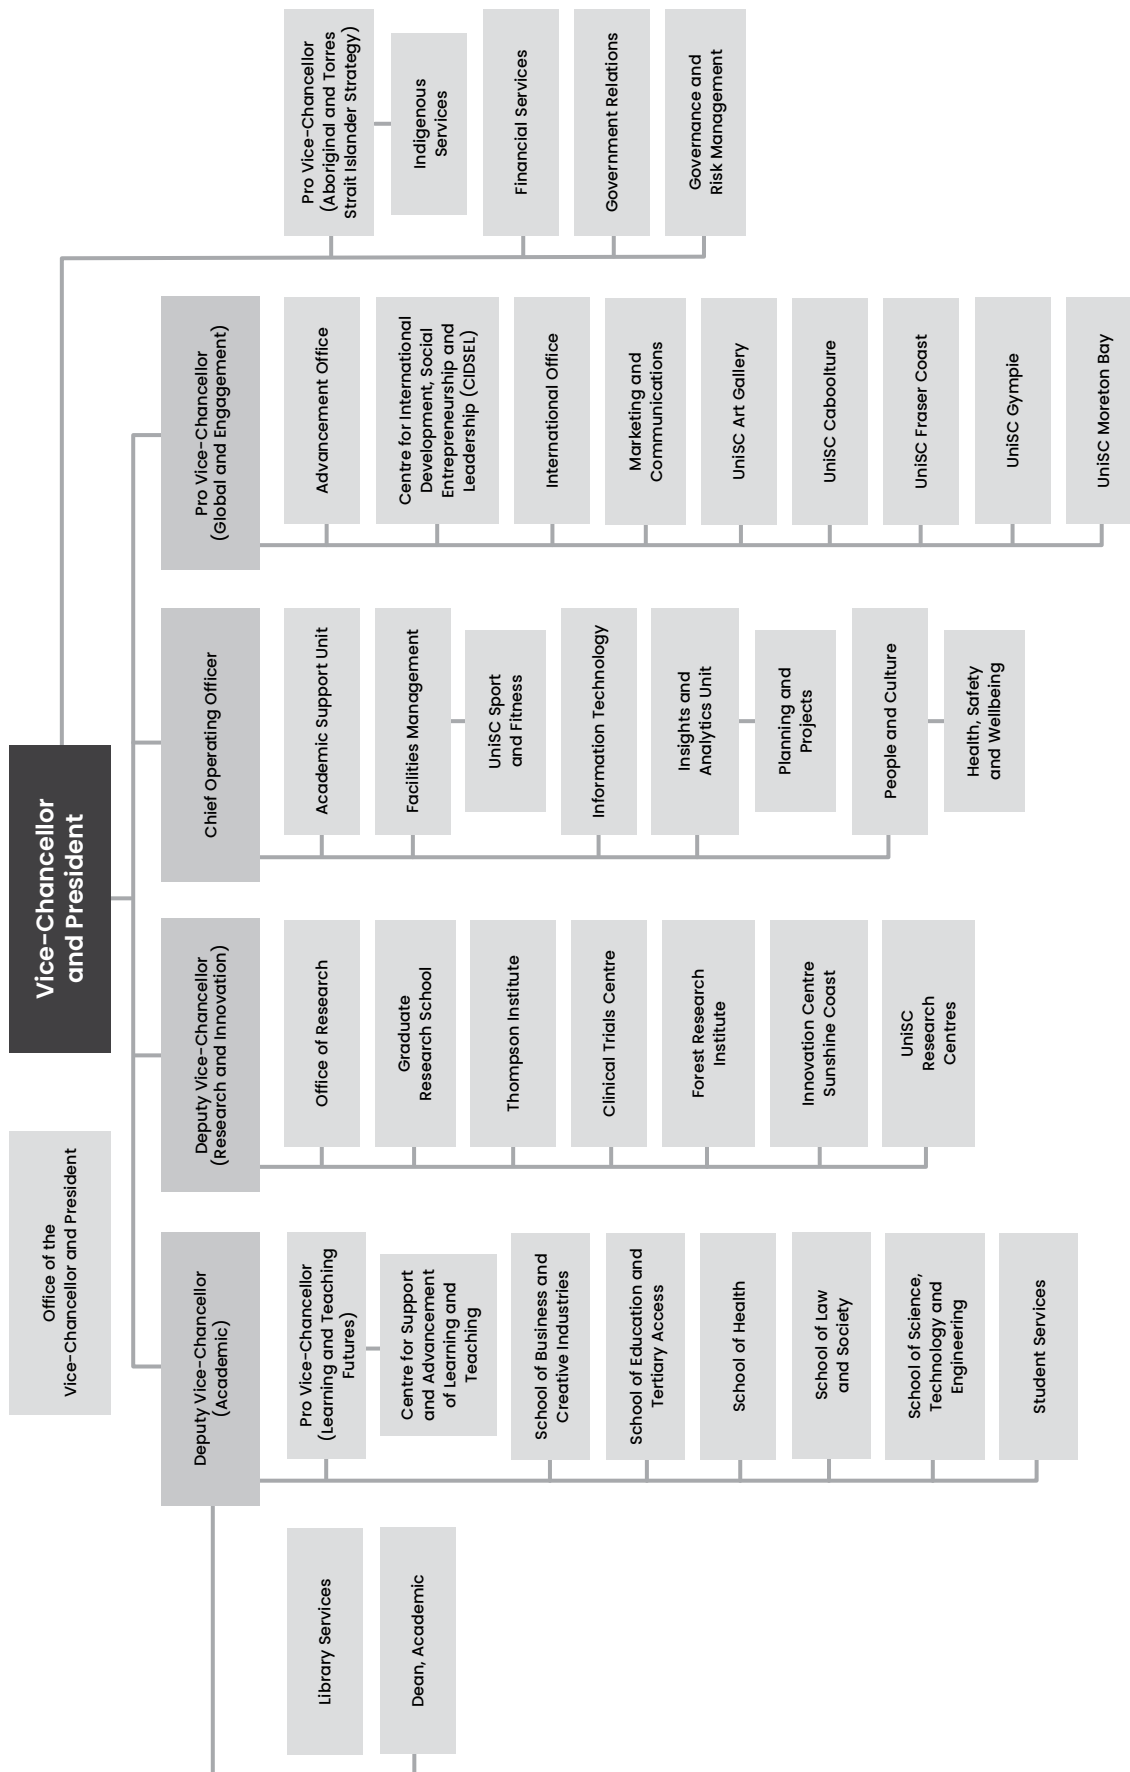 Office of the
Vice-Chancellor and President
Vice-Chancellor
and President
Library Services
Dean, Academic
Deputy Vice-Chancellor
(Academic)
Pro Vice-Chancellor
(Learning and Teaching
Futures)
Centre for Support
and Advancement
of Learning and
Teaching
School of Business and
Creative Industries
School of Education and
Tertiary Access
School of Health
School of Law
and Society
School of Science,
Technology and
Engineering
Student Services
Deputy Vice-Chancellor
(Research and Innovation)
Office of Research
Graduate
Research School
Thompson Institute
Clinical Trials Centre
Forest Research
Institute
Innovation Centre
Sunshine Coast
UniSC
Research
Centres
Chief Operating Officer
Academic Support Unit
Facilities Management
UniSC Sport
and Fitness
Information Technology
Insights and
Analytics Unit
Planning and
Projects
People and Culture
Health, Safety
and Wellbeing
Pro Vice-Chancellor
(Global and Engagement)
Advancement Office
Centre for International
Development, Social
Entrepreneurship and
Leadership (CIDSEL)
International Office
Marketing and
Communications
UniSC Art Gallery
UniSC Caboolture
UniSC Fraser Coast
UniSC Gympie
UniSC Moreton Bay
Pro Vice-Chancellor
(Aboriginal and Torres
Strait Islander Strategy)
Indigenous
Services
Financial Services
Government Relations
Governance and
Risk Management